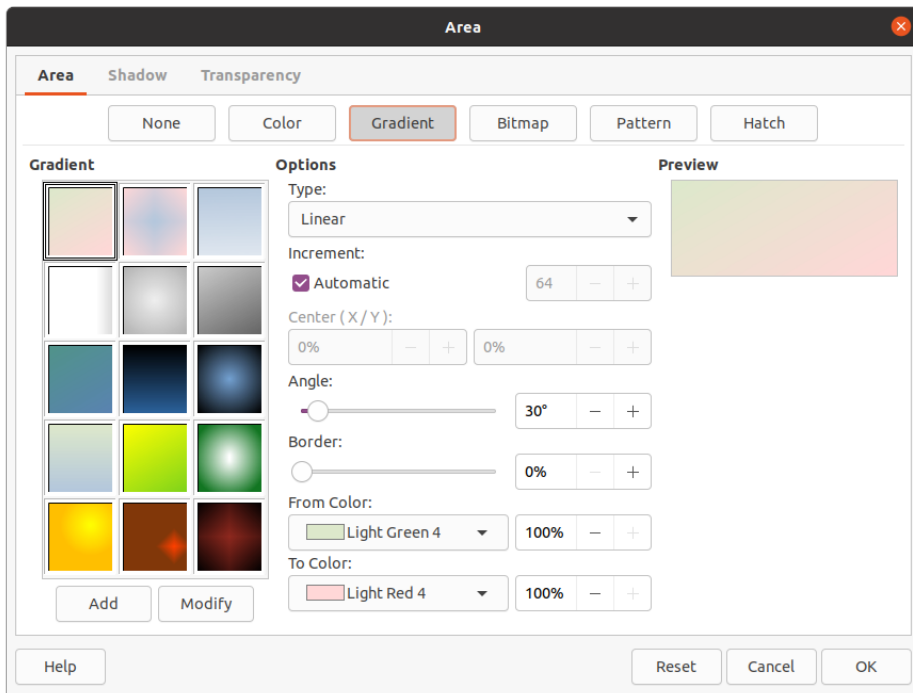 Area
Area Shadow Transparency
None Color Gradient Bitmap Pattern Hatch
Gradient
Options
Preview
Type:
Linear
Increment:
Automatic 64 − +
Center ( X / Y ):
0% − + 0% − +
Angle:
30° − +
Border:
0% − +
From Color:
Light Green 4 100% − +
To Color:
Light Red 4 100% − +
Add Modify
Help Reset Cancel OK